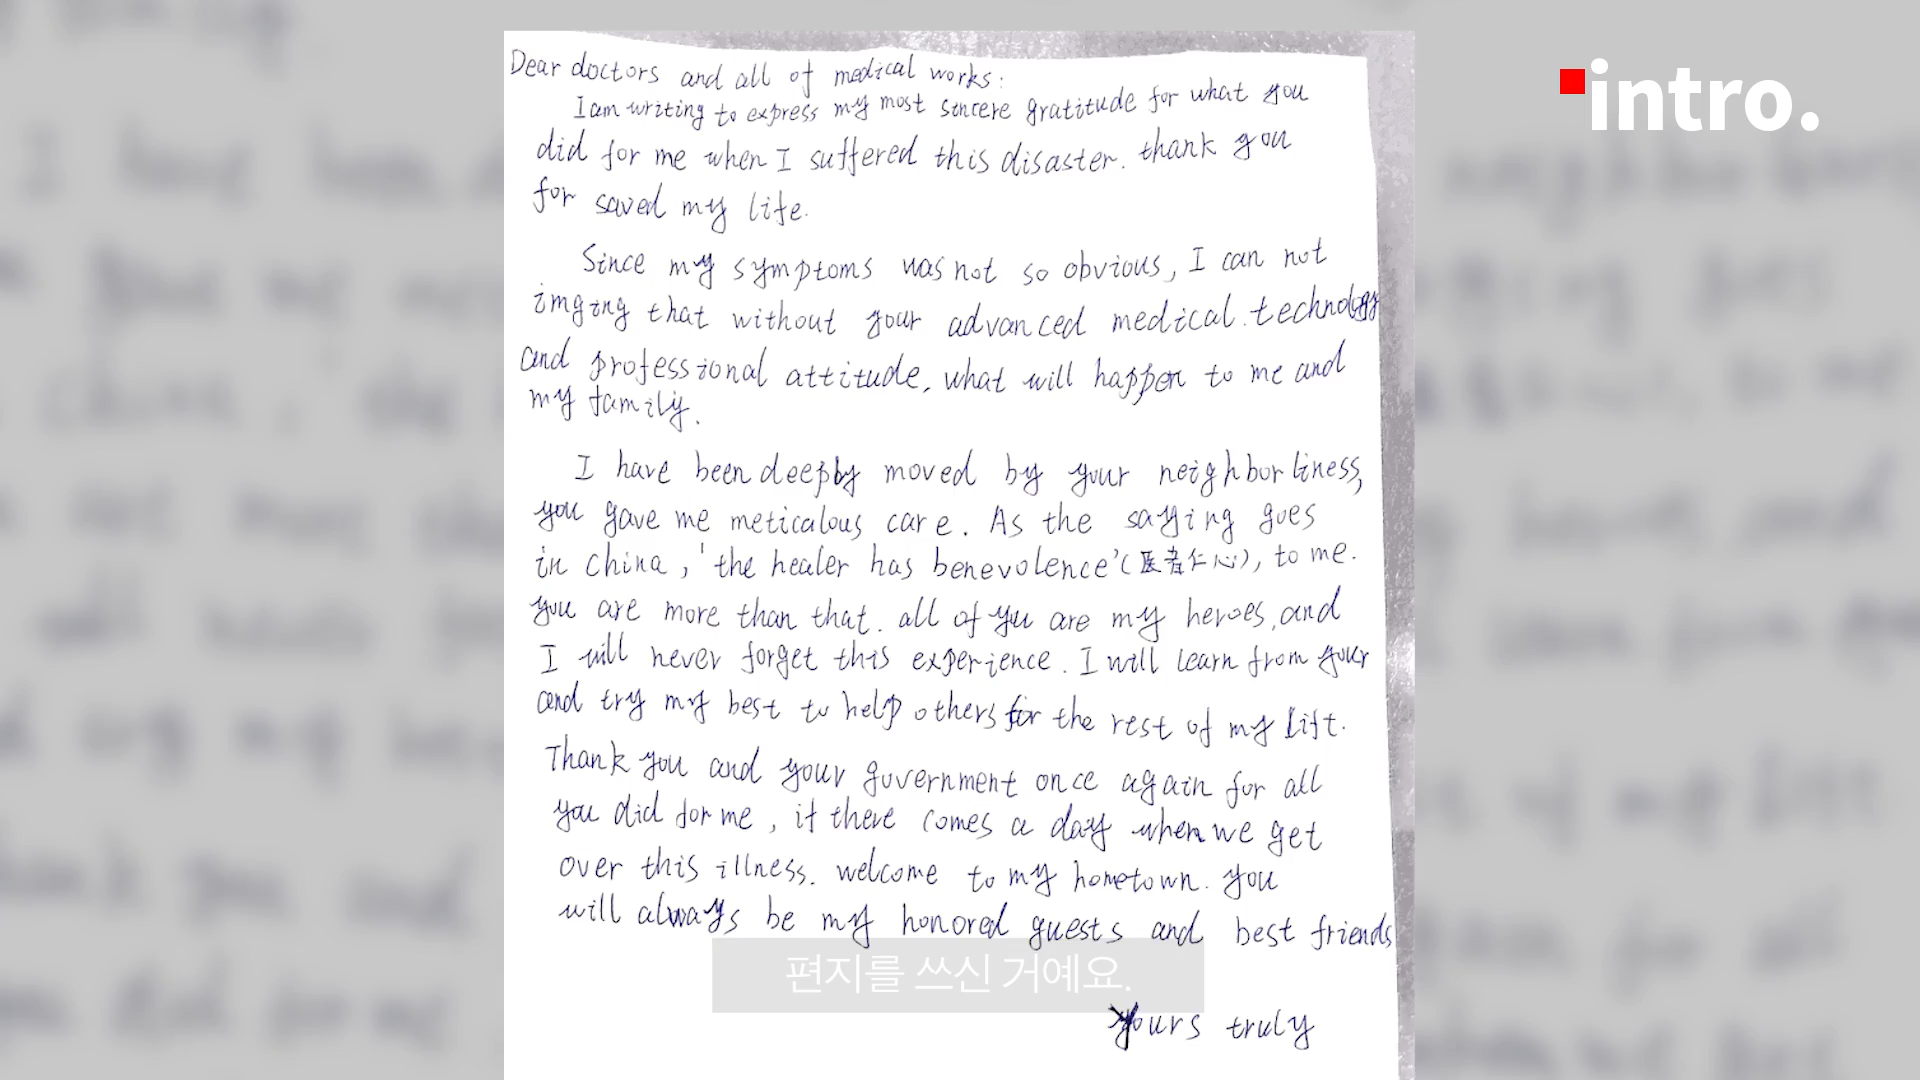 intro.
Dear doctors and all of medical works:
I am writing to express my most sincere gratitude for what you
did for me when I suffered this disaster. thank you
for saved my life.
Since my symptoms was not so obvious, I can not
imging that without your advanced medical technology
and professional attitude, what will happen to me and
my family.
I have been deeply moved by your neighborliness,
you gave me meticalous care. As the saying goes
in china, 'the healer has benevolence'(医者仁心), to me.
you are more than that. all of you are my heroes, and
I will never forget this experience. I will learn from your
and try my best to help others for the rest of my lift.
Thank you and your government once again for all
you did for me, if there comes a day when we get
over this illness. welcome to my hometown. you
will always be my honored guests and best friends
편지를 쓰신 거예요.
yours truly